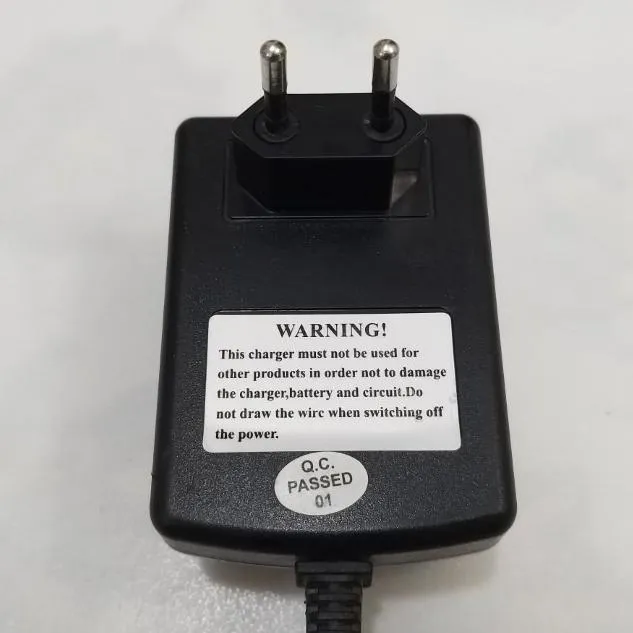 WARNING!
This charger must not be used for
other products in order not to damage
the charger,battery and circuit.Do
not draw the wirc when switching off
the power.
Q.C.
PASSED
01